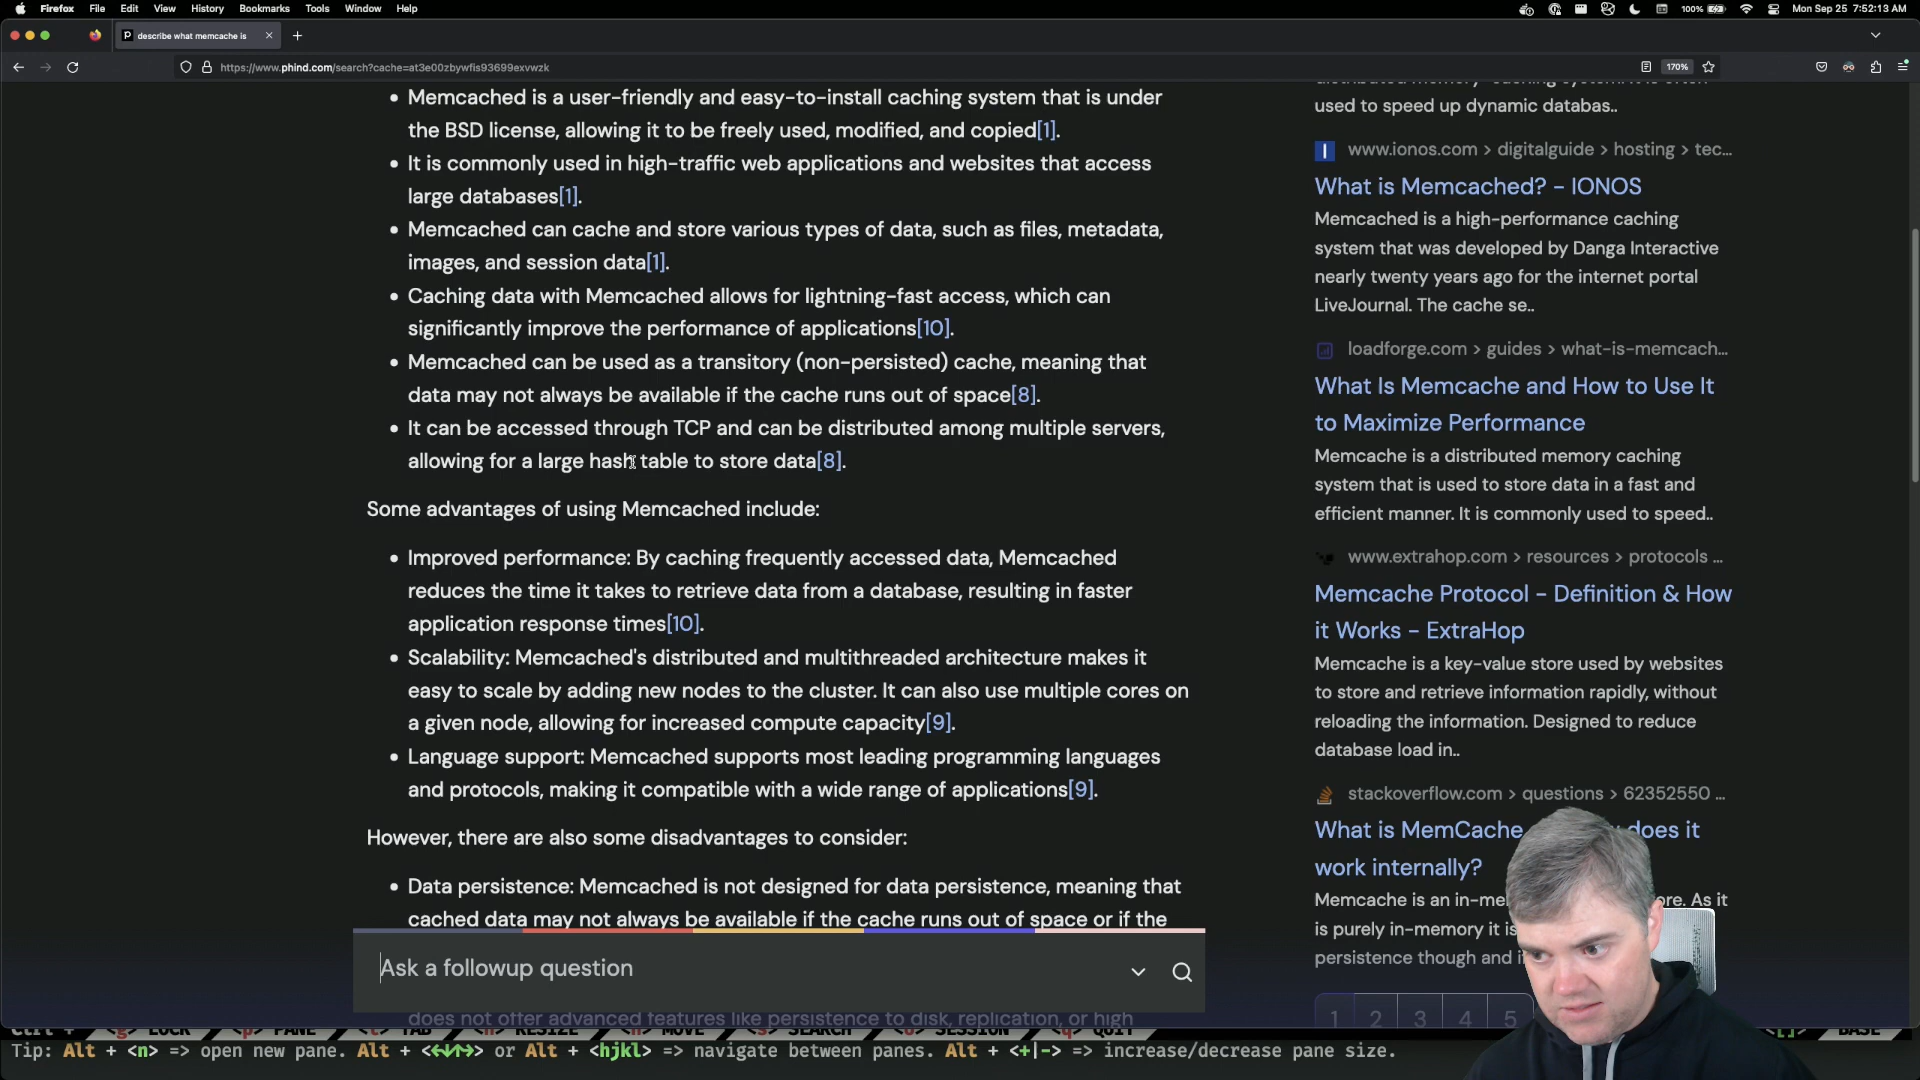 Firefox File Edit View History Bookmarks Tools Window Help
100% Mon Sep 25 7:52:13 AM
describe what memcache is
https://www.phind.com/search?cache=at3e00zbywfis93699exvwzk
170%
Memcached is a user-friendly and easy-to-install caching system that is under
the BSD license, allowing it to be freely used, modified, and copied[1].
It is commonly used in high-traffic web applications and websites that access
large databases[1].
Memcached can cache and store various types of data, such as files, metadata,
images, and session data[1].
Caching data with Memcached allows for lightning-fast access, which can
significantly improve the performance of applications[10].
Memcached can be used as a transitory (non-persisted) cache, meaning that
data may not always be available if the cache runs out of space[8].
It can be accessed through TCP and can be distributed among multiple servers,
allowing for a large hash table to store data[8].
Some advantages of using Memcached include:
Improved performance: By caching frequently accessed data, Memcached
reduces the time it takes to retrieve data from a database, resulting in faster
application response times[10].
Scalability: Memcached's distributed and multithreaded architecture makes it
easy to scale by adding new nodes to the cluster. It can also use multiple cores on
a given node, allowing for increased compute capacity[9].
Language support: Memcached supports most leading programming languages
and protocols, making it compatible with a wide range of applications[9].
However, there are also some disadvantages to consider:
Data persistence: Memcached is not designed for data persistence, meaning that
cached data may not always be available if the cache runs out of space or if the
Ask a followup question
does not offer advanced features like persistence to disk, replication, or high
used to speed up dynamic databas..
www.ionos.com > digitalguide > hosting > tec...
What is Memcached? - IONOS
Memcached is a high-performance caching
system that was developed by Danga Interactive
nearly twenty years ago for the internet portal
LiveJournal. The cache se..
loadforge.com > guides > what-is-memcach...
What Is Memcache and How to Use It
to Maximize Performance
Memcache is a distributed memory caching
system that is used to store data in a fast and
efficient manner. It is commonly used to speed..
www.extrahop.com > resources > protocols ...
Memcache Protocol - Definition & How
it Works - ExtraHop
Memcache is a key-value store used by websites
to store and retrieve information rapidly, without
reloading the information. Designed to reduce
database load in..
stackoverflow.com > questions > 62352550 ...
What is MemCache does it
work internally?
Memcache is an in-me ore. As it
is purely in-memory it is
persistence though and i
1 2 3 4 5
Ctrl + <g> LOCK <p> PANE <t> TAB <n> RESIZE <h> MOVE <s> SEARCH <o> SESSION <q> QUIT <[]> BASE
Tip: Alt + <n> => open new pane. Alt + <←↓↑→> or Alt + <hjkl> => navigate between panes. Alt + <+|-> => increase/decrease pane size.